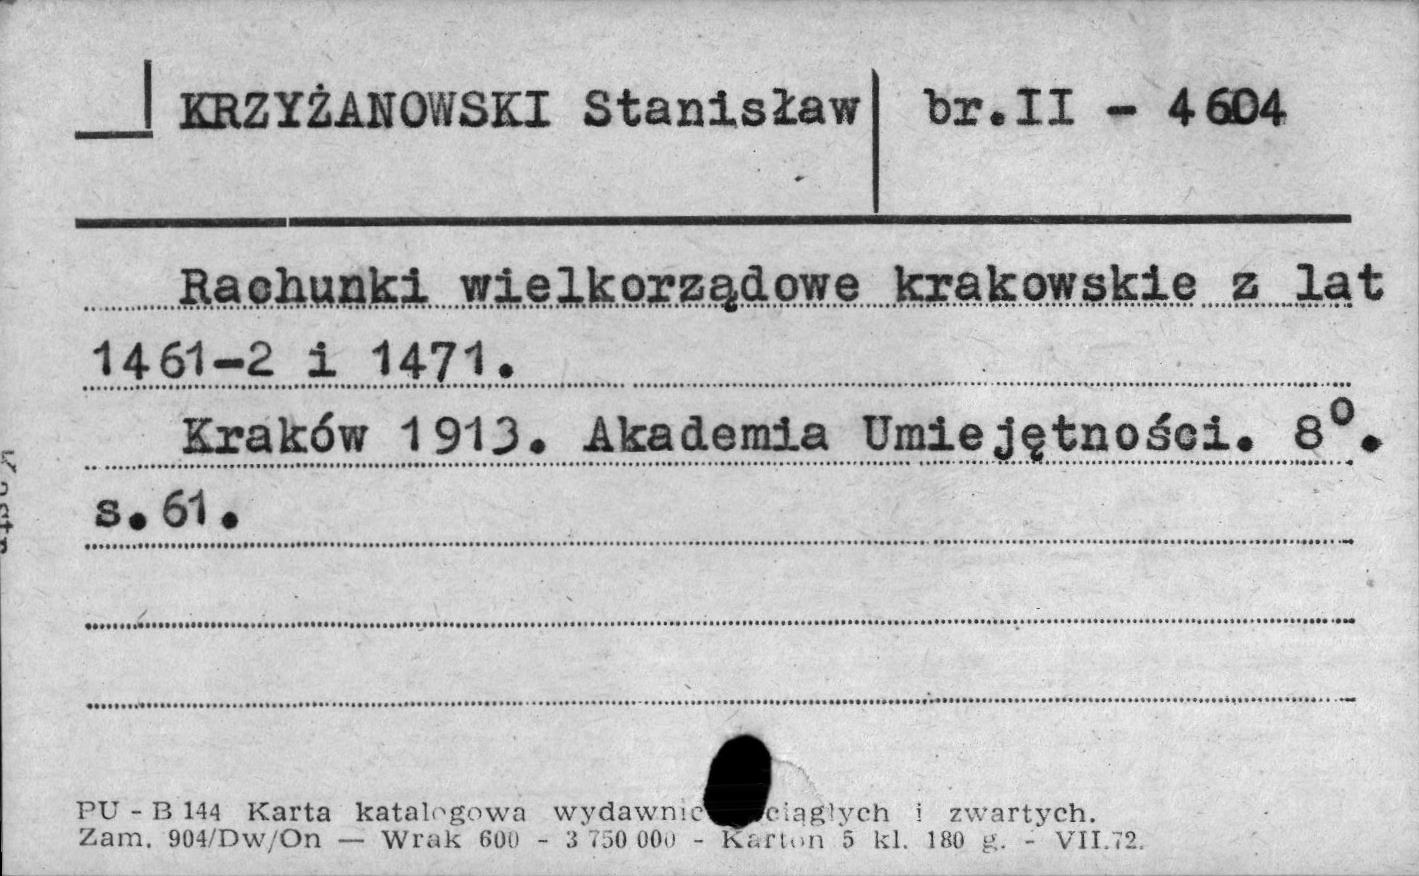 KRZYŻANOWSKI Stanisław br.II - 4604
Rachunki wielkorządowe krakowskie z lat
1461-2 i 1471.
Kraków 1913. Akademia Umiejętności. 8⁰.
s. 61.
PU - B 144 Karta katalogowa ciągłych i zwartych.
Zam. 904/Dw/On — Wrak 600 - 3 750 000 - Karton 5 kl. 180 g. - VII.72.